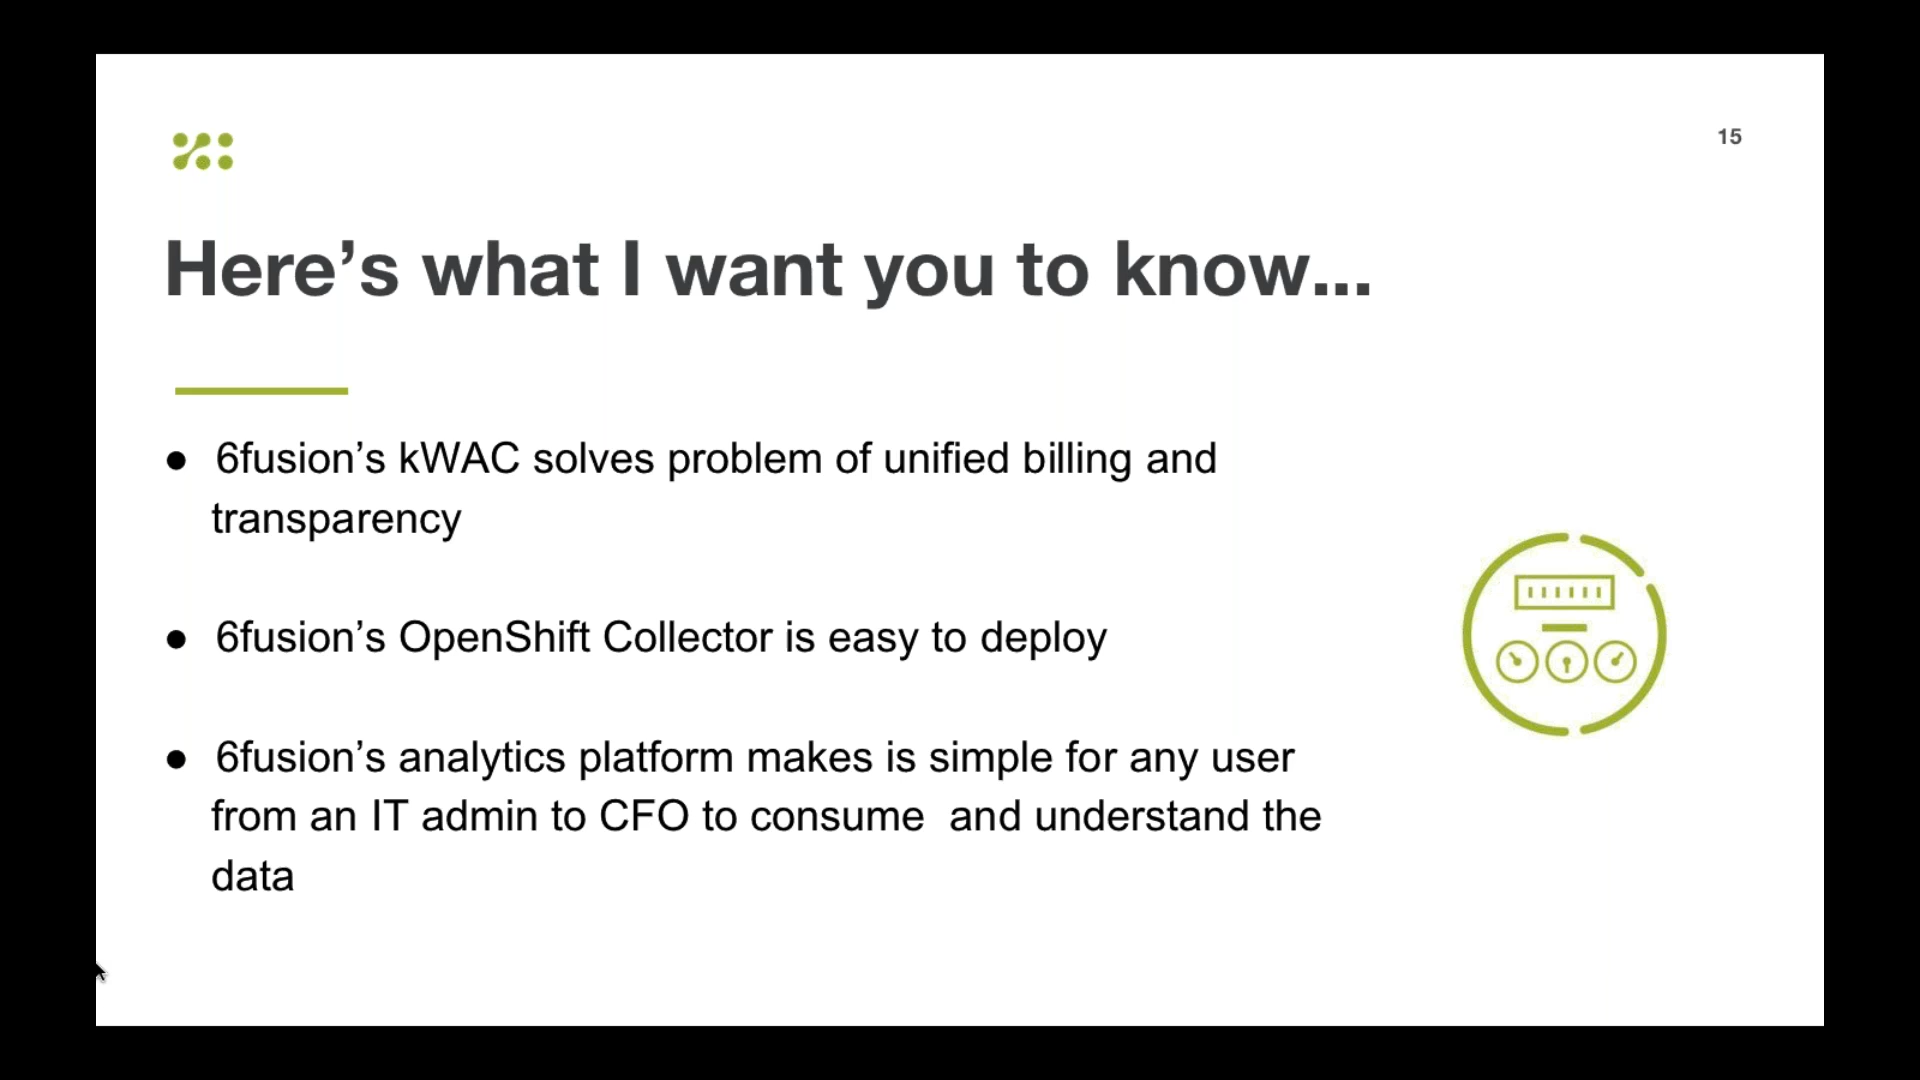 15
Here’s what I want you to know...
● 6fusion’s kWAC solves problem of unified billing and
transparency
● 6fusion’s OpenShift Collector is easy to deploy
● 6fusion’s analytics platform makes is simple for any user
from an IT admin to CFO to consume  and understand the
data